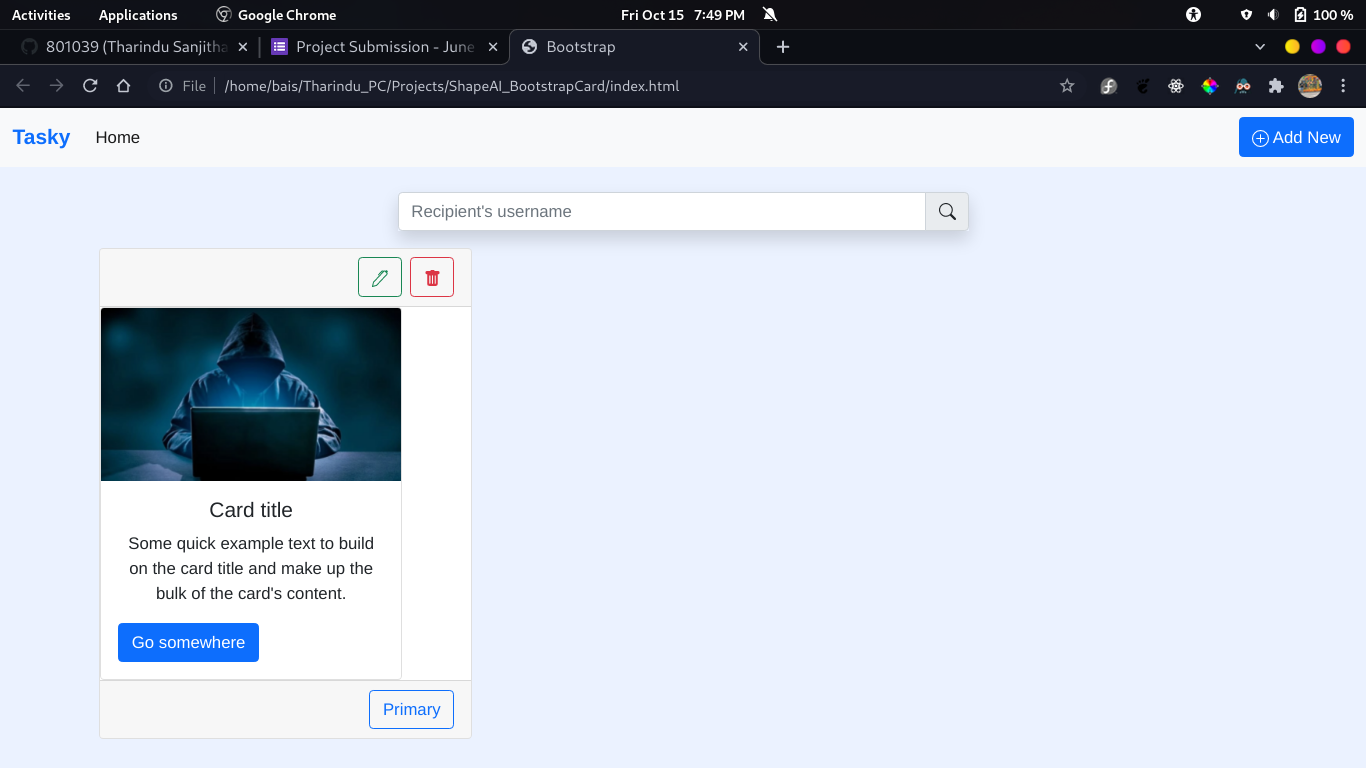 Activities Applications Google Chrome Fri Oct 15 7:49 PM 100 %
801039 (Tharindu Sanjitha Project Submission - June Bootstrap
File /home/bais/Tharindu_PC/Projects/ShapeAI_BootstrapCard/index.html
Tasky Home Add New
Recipient's username
Card title
Some quick example text to build
on the card title and make up the
bulk of the card's content.
Go somewhere
Primary